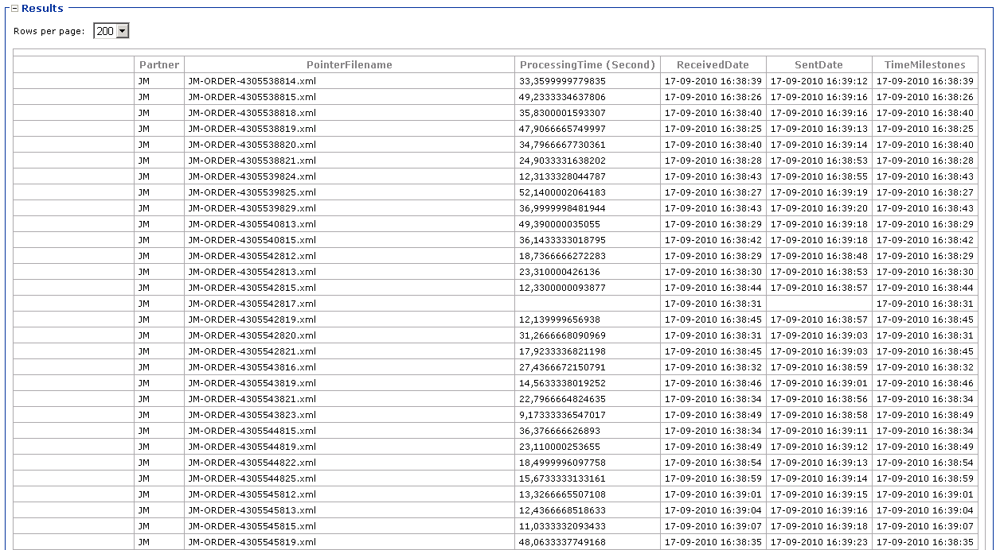 Results
Rows per page: 200
Partner PointerFilename ProcessingTime (Second) ReceivedDate SentDate TimeMilestones
JM JM-ORDER-4305538814.xml 33,3599999779835 17-09-2010 16:38:39 17-09-2010 16:39:12 17-09-2010 16:38:39
JM JM-ORDER-4305538815.xml 49,2333334637806 17-09-2010 16:38:26 17-09-2010 16:39:16 17-09-2010 16:38:26
JM JM-ORDER-4305538818.xml 35,8300001593307 17-09-2010 16:38:40 17-09-2010 16:39:16 17-09-2010 16:38:40
JM JM-ORDER-4305538819.xml 47,9066665749997 17-09-2010 16:38:25 17-09-2010 16:39:13 17-09-2010 16:38:25
JM JM-ORDER-4305538820.xml 34,7966667730361 17-09-2010 16:38:40 17-09-2010 16:39:14 17-09-2010 16:38:40
JM JM-ORDER-4305538821.xml 24,9033331638202 17-09-2010 16:38:28 17-09-2010 16:38:53 17-09-2010 16:38:28
JM JM-ORDER-4305539824.xml 12,3133328044787 17-09-2010 16:38:43 17-09-2010 16:38:55 17-09-2010 16:38:43
JM JM-ORDER-4305539825.xml 52,1400002064183 17-09-2010 16:38:27 17-09-2010 16:39:19 17-09-2010 16:38:27
JM JM-ORDER-4305539829.xml 36,9999998481944 17-09-2010 16:38:43 17-09-2010 16:39:20 17-09-2010 16:38:43
JM JM-ORDER-4305540813.xml 49,390000035055 17-09-2010 16:38:29 17-09-2010 16:39:18 17-09-2010 16:38:29
JM JM-ORDER-4305540815.xml 36,1433333018795 17-09-2010 16:38:42 17-09-2010 16:39:18 17-09-2010 16:38:42
JM JM-ORDER-4305542812.xml 18,7366666272283 17-09-2010 16:38:29 17-09-2010 16:38:48 17-09-2010 16:38:29
JM JM-ORDER-4305542813.xml 23,310000426136 17-09-2010 16:38:30 17-09-2010 16:38:53 17-09-2010 16:38:30
JM JM-ORDER-4305542815.xml 12,3300000093877 17-09-2010 16:38:44 17-09-2010 16:38:57 17-09-2010 16:38:44
JM JM-ORDER-4305542817.xml 17-09-2010 16:38:31 17-09-2010 16:38:31
JM JM-ORDER-4305542819.xml 12,139999656938 17-09-2010 16:38:45 17-09-2010 16:38:57 17-09-2010 16:38:45
JM JM-ORDER-4305542820.xml 31,2666668090969 17-09-2010 16:38:31 17-09-2010 16:39:03 17-09-2010 16:38:31
JM JM-ORDER-4305542821.xml 17,9233336821198 17-09-2010 16:38:45 17-09-2010 16:39:03 17-09-2010 16:38:45
JM JM-ORDER-4305543816.xml 27,4366672150791 17-09-2010 16:38:32 17-09-2010 16:38:59 17-09-2010 16:38:32
JM JM-ORDER-4305543819.xml 14,5633338019252 17-09-2010 16:38:46 17-09-2010 16:39:01 17-09-2010 16:38:46
JM JM-ORDER-4305543821.xml 22,7966664824635 17-09-2010 16:38:34 17-09-2010 16:38:56 17-09-2010 16:38:34
JM JM-ORDER-4305543823.xml 9,17333336547017 17-09-2010 16:38:49 17-09-2010 16:38:58 17-09-2010 16:38:49
JM JM-ORDER-4305544815.xml 36,376666626893 17-09-2010 16:38:34 17-09-2010 16:39:11 17-09-2010 16:38:34
JM JM-ORDER-4305544819.xml 23,110000253655 17-09-2010 16:38:49 17-09-2010 16:39:12 17-09-2010 16:38:49
JM JM-ORDER-4305544822.xml 18,4999996097758 17-09-2010 16:38:54 17-09-2010 16:39:13 17-09-2010 16:38:54
JM JM-ORDER-4305544825.xml 15,6733333133161 17-09-2010 16:38:59 17-09-2010 16:39:14 17-09-2010 16:38:59
JM JM-ORDER-4305545812.xml 13,3266665507108 17-09-2010 16:39:01 17-09-2010 16:39:15 17-09-2010 16:39:01
JM JM-ORDER-4305545813.xml 12,4366668518633 17-09-2010 16:39:04 17-09-2010 16:39:16 17-09-2010 16:39:04
JM JM-ORDER-4305545815.xml 11,0333332093433 17-09-2010 16:39:07 17-09-2010 16:39:18 17-09-2010 16:39:07
JM JM-ORDER-4305545819.xml 48,0633337749168 17-09-2010 16:38:35 17-09-2010 16:39:23 17-09-2010 16:38:35